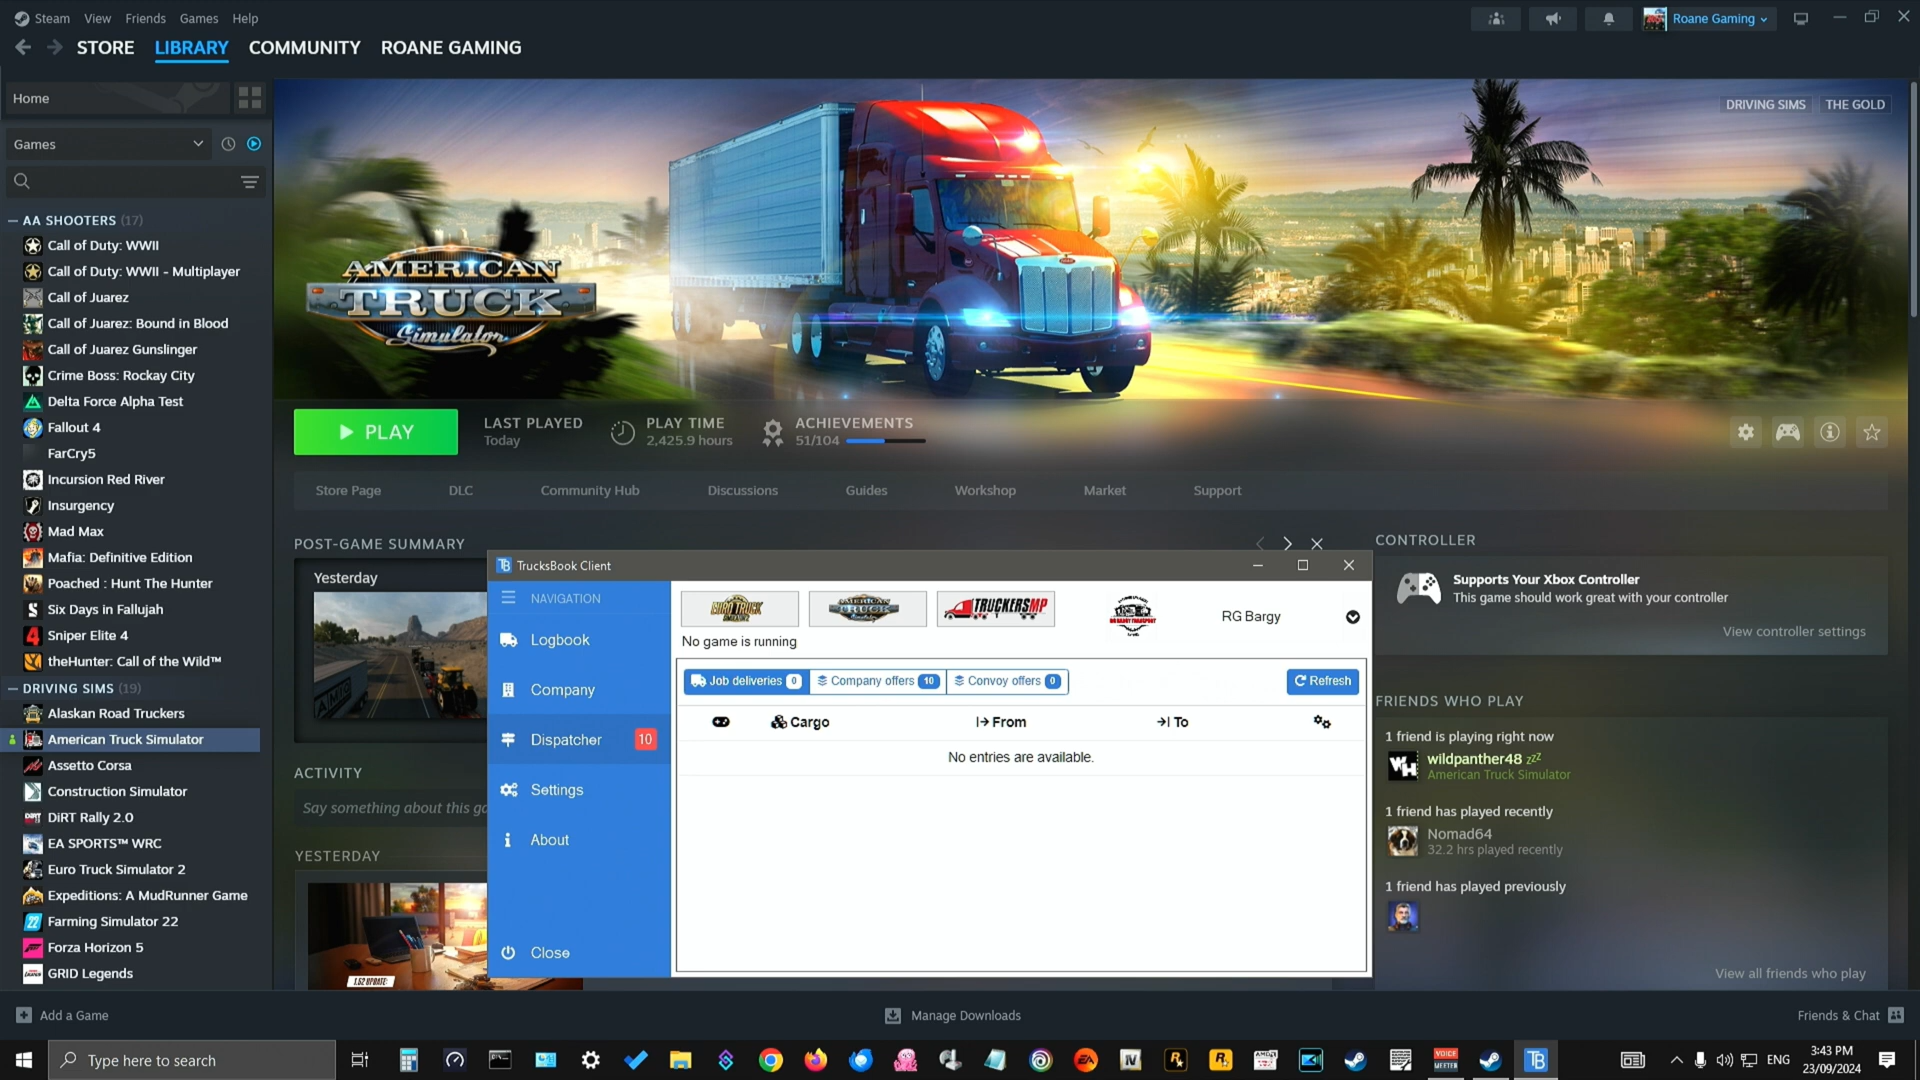 Steam View Friends Games Help
Roane Gaming
STORE LIBRARY COMMUNITY ROANE GAMING
Home
Games
AA SHOOTERS (17)
Call of Duty: WWII
Call of Duty: WWII - Multiplayer
Call of Juarez
Call of Juarez: Bound in Blood
Call of Juarez Gunslinger
Crime Boss: Rockay City
Delta Force Alpha Test
Fallout 4
FarCry5
Incursion Red River
Insurgency
Mad Max
Mafia: Definitive Edition
Poached : Hunt The Hunter
Six Days in Fallujah
Sniper Elite 4
theHunter: Call of the Wild™
DRIVING SIMS (19)
Alaskan Road Truckers
American Truck Simulator
Assetto Corsa
Construction Simulator
DiRT Rally 2.0
EA SPORTS™ WRC
Euro Truck Simulator 2
Expeditions: A MudRunner Game
Farming Simulator 22
Forza Horizon 5
GRID Legends
DRIVING SIMS THE GOLD
AMERICAN
TRUCK
Simulator
PLAY
LAST PLAYED
Today
PLAY TIME
2,425.9 hours
ACHIEVEMENTS
51/104
Store Page DLC Community Hub Discussions Guides Workshop Market Support
POST-GAME SUMMARY
Yesterday
ACTIVITY
Say something about this ga
YESTERDAY
1.52 UPDATE:
TrucksBook Client
NAVIGATION
Logbook
Company
Dispatcher 10
Settings
About
Close
EURO TRUCK
AMERICAN
TRUCK
TRUCKERSMP
RG Bargy
No game is running
Job deliveries 0 Company offers 10 Convoy offers 0 Refresh
Cargo From To
No entries are available.
CONTROLLER
Supports Your Xbox Controller
This game should work great with your controller
View controller settings
FRIENDS WHO PLAY
1 friend is playing right now
wildpanther48 zzz
American Truck Simulator
1 friend has played recently
Nomad64
32.2 hrs played recently
1 friend has played previously
View all friends who play
Add a Game
Manage Downloads
Friends & Chat
Type here to search
ENG
3:43 PM
23/09/2024